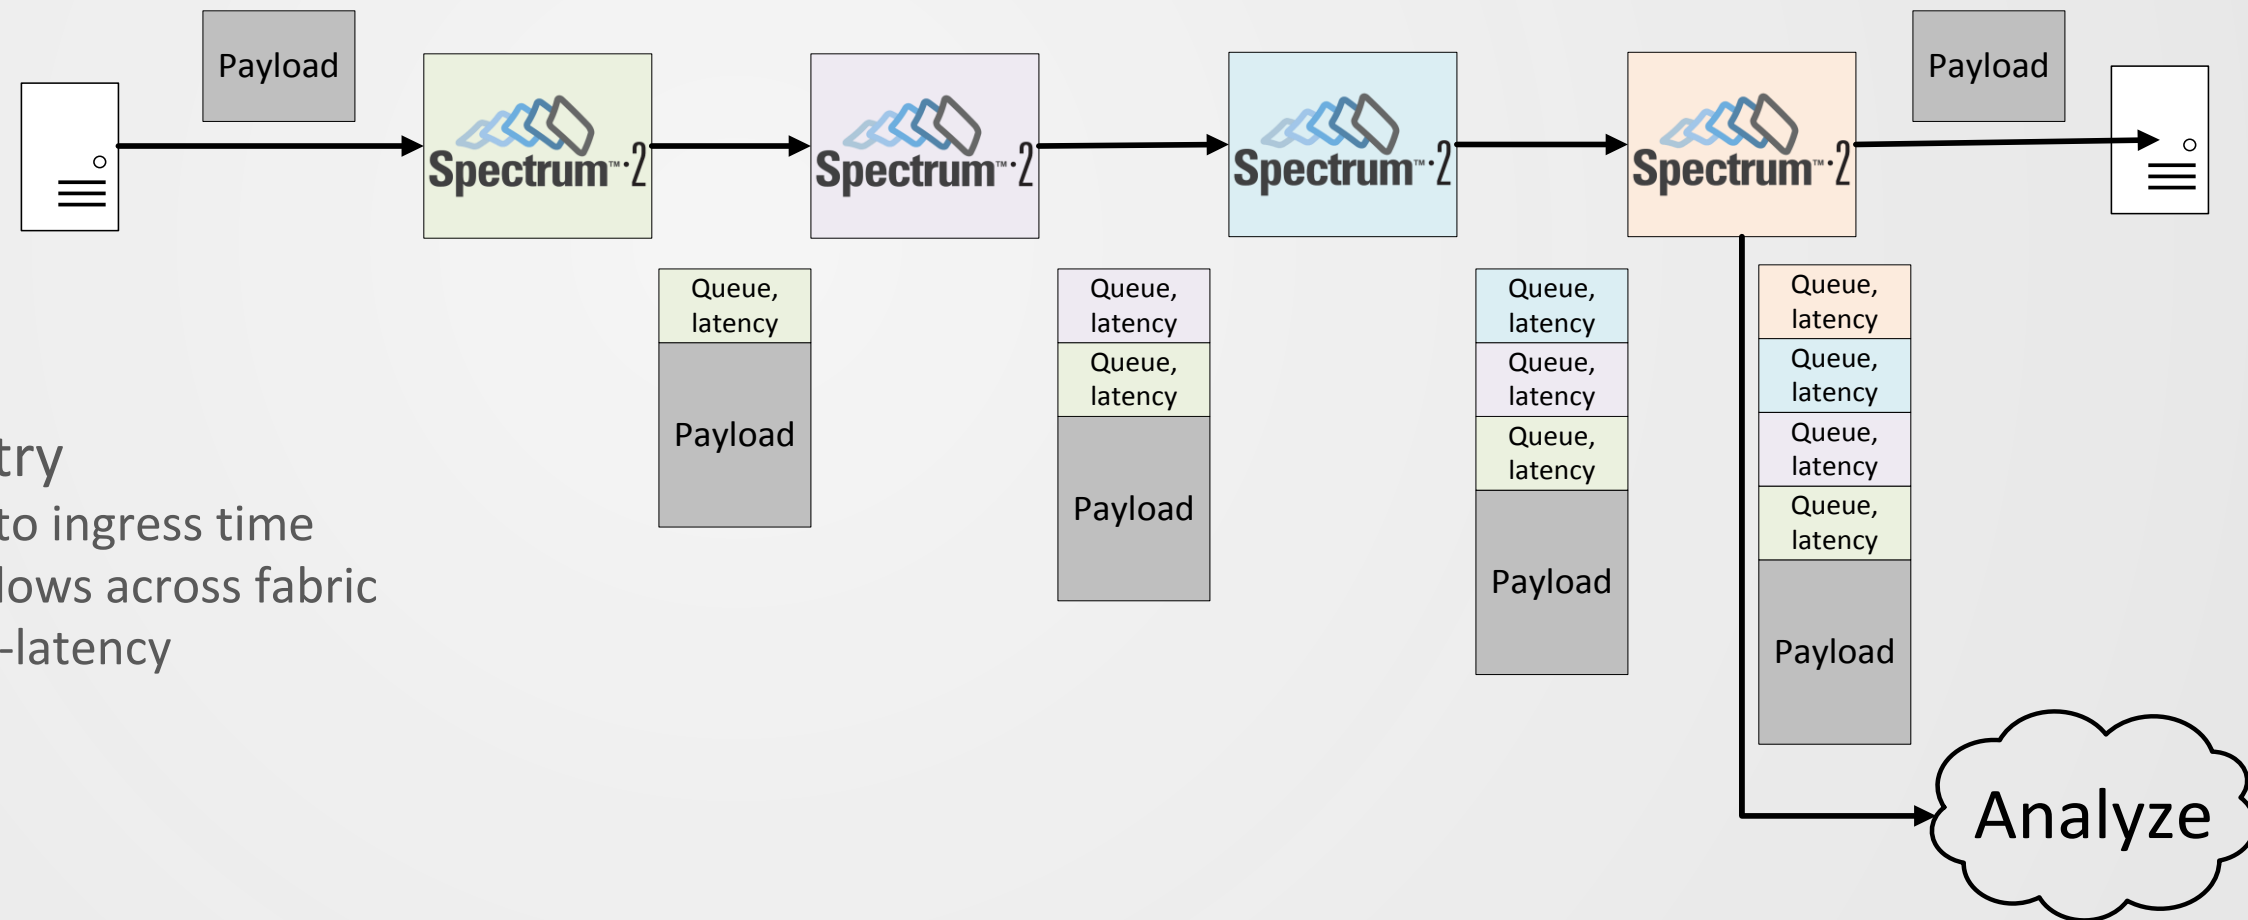 Payload
Payload
Spectrum™·2
Spectrum™·2
Spectrum™·2
Spectrum™·2
Queue,
latency
Payload
Queue,
latency
Queue,
latency
Payload
Queue,
latency
Queue,
latency
Queue,
latency
Payload
Queue,
latency
Queue,
latency
Queue,
latency
Queue,
latency
Payload
try
to ingress time
lows across fabric
-latency
Analyze